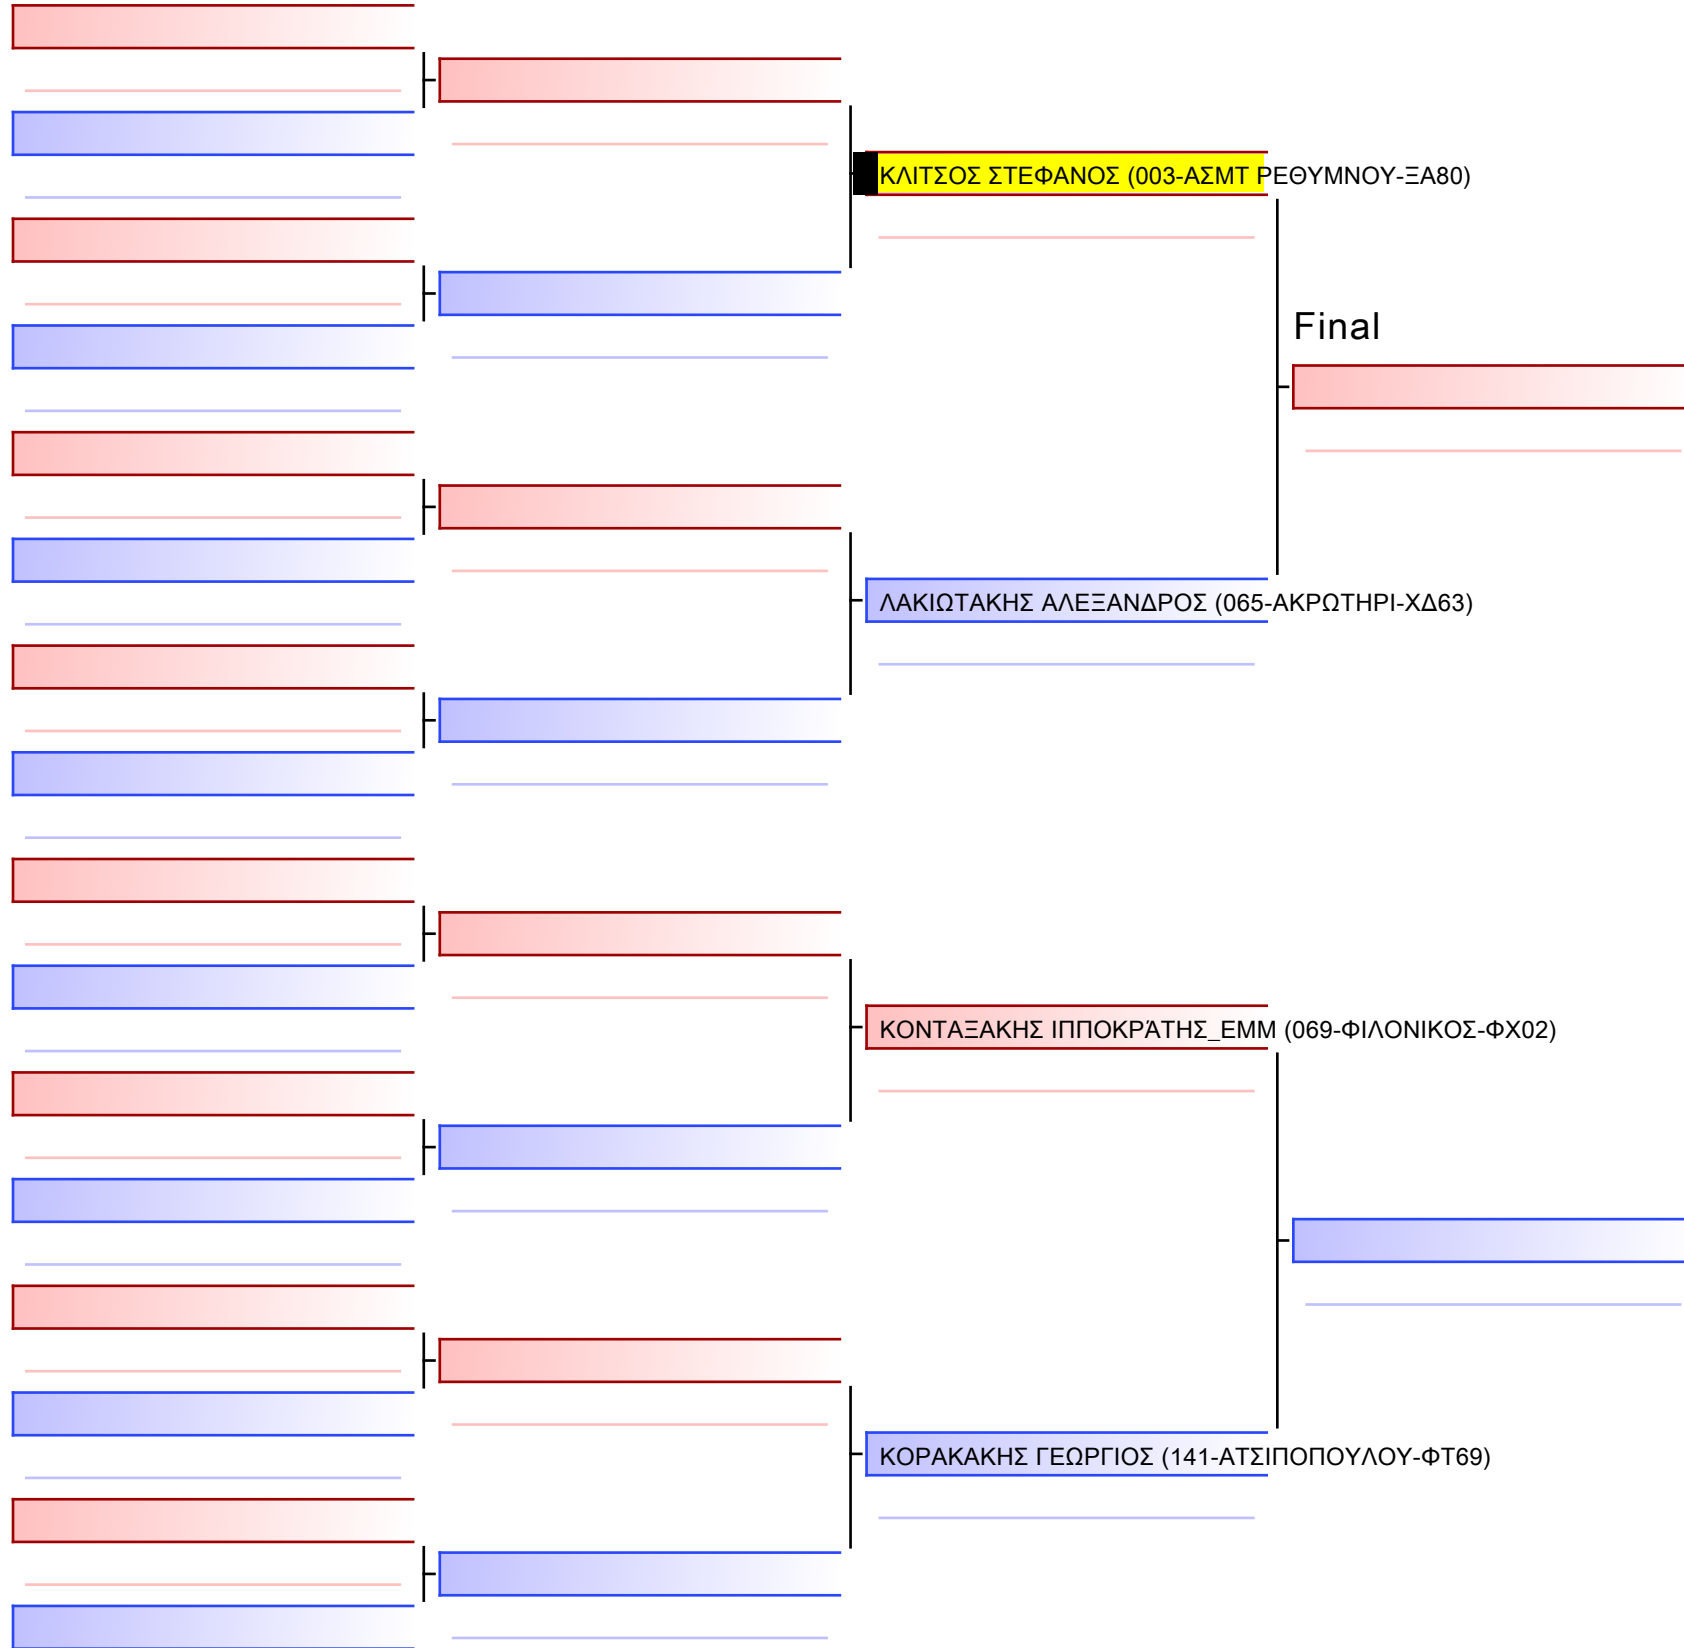 ΚΛΙΤΣΟΣ ΣΤΕΦΑΝΟΣ (003-ΑΣΜΤ ΡΕΘΥΜΝΟΥ-ΞΑ80)
Final
ΛΑΚΙΩΤΑΚΗΣ ΑΛΕΞΑΝΔΡΟΣ (065-ΑΚΡΩΤΗΡΙ-ΧΔ63)
ΚΟΝΤΑΞΑΚΗΣ ΙΠΠΟΚΡΆΤΗΣ_ΕΜΜ (069-ΦΙΛΟΝΙΚΟΣ-ΦΧ02)
ΚΟΡΑΚΑΚΗΣ ΓΕΩΡΓΙΟΣ (141-ΑΤΣΙΠΟΠΟΥΛΟΥ-ΦΤ69)